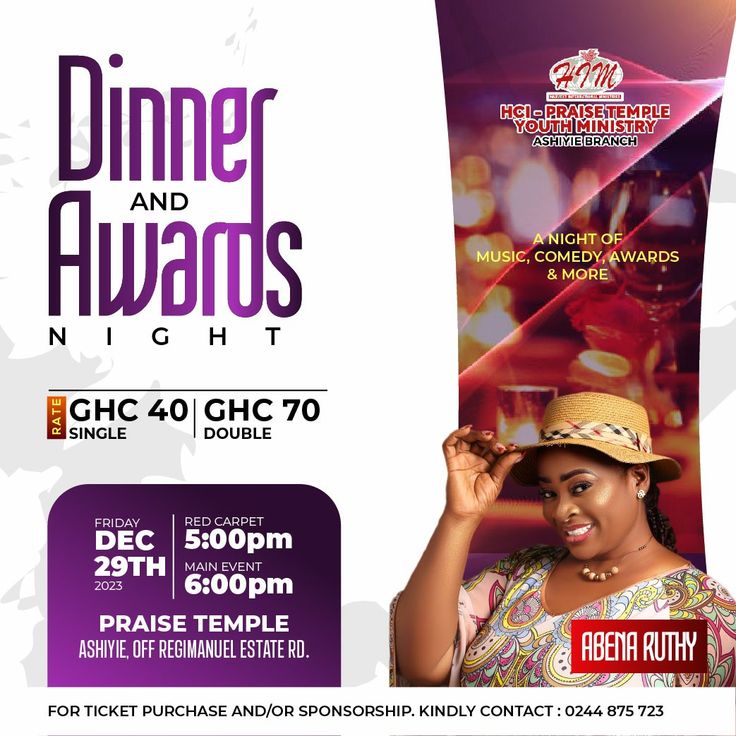 Dinner
AND
Awards
NIGHT
RATE
GHC 40
SINGLE
GHC 70
DOUBLE
FRIDAY
DEC
29TH
2023
RED CARPET
5:00pm
MAIN EVENT
6:00pm
PRAISE TEMPLE
ASHIYIE, OFF REGIMANUEL ESTATE RD.
HIM
HARVEST INTERNATIONAL MINISTRIES
HCI - PRAISE TEMPLE
YOUTH MINISTRY
ASHIYIE BRANCH
A NIGHT OF
MUSIC, COMEDY, AWARDS
& MORE
ABENA RUTHY
FOR TICKET PURCHASE AND/OR SPONSORSHIP. KINDLY CONTACT : 0244 875 723